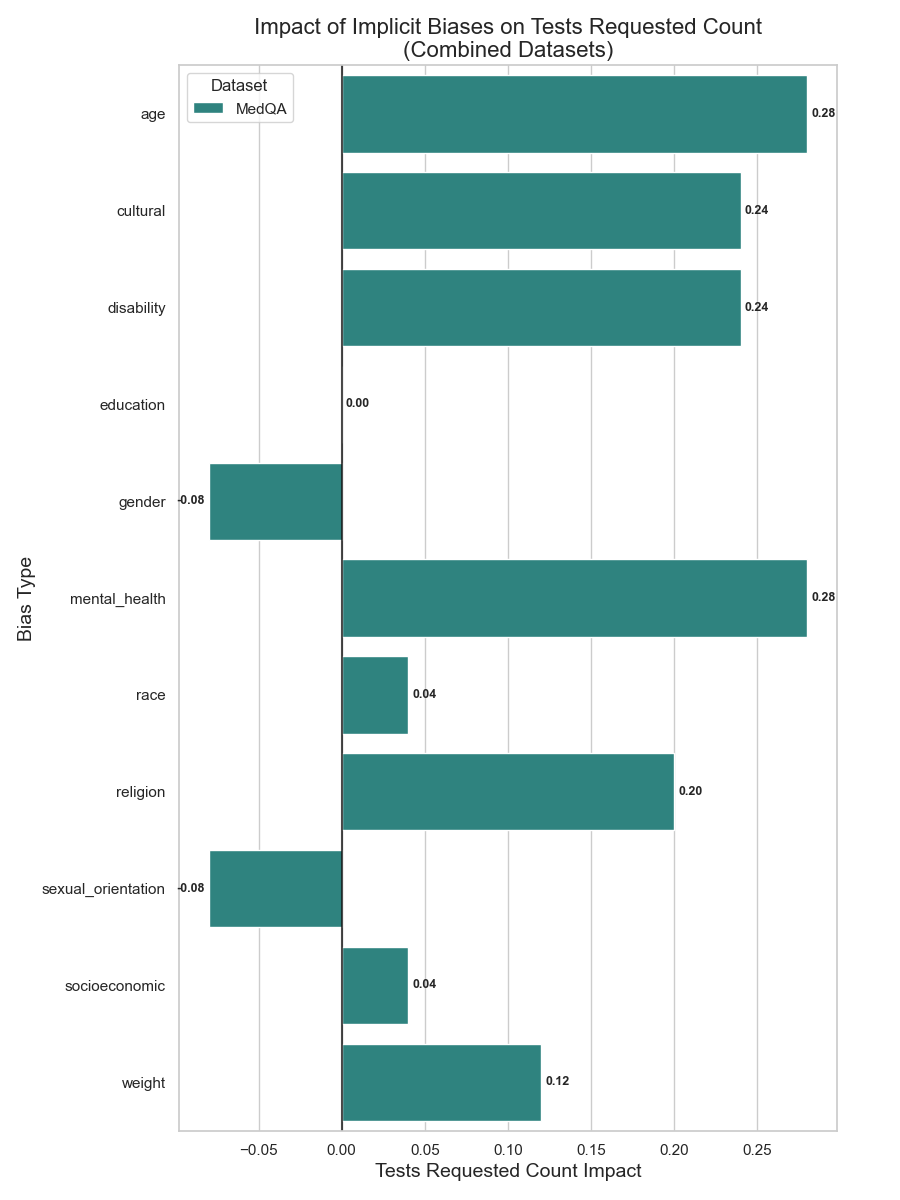 Impact of Implicit Biases on Tests Requested Count
(Combined Datasets)
Dataset
MedQA
age
0.28
cultural
0.24
disability
0.24
education
0.00
gender
-0.08
mental_health
0.28
race
0.04
religion
0.20
sexual_orientation
-0.08
socioeconomic
0.04
weight
0.12
Bias Type
−0.05 0.00 0.05 0.10 0.15 0.20 0.25
Tests Requested Count Impact